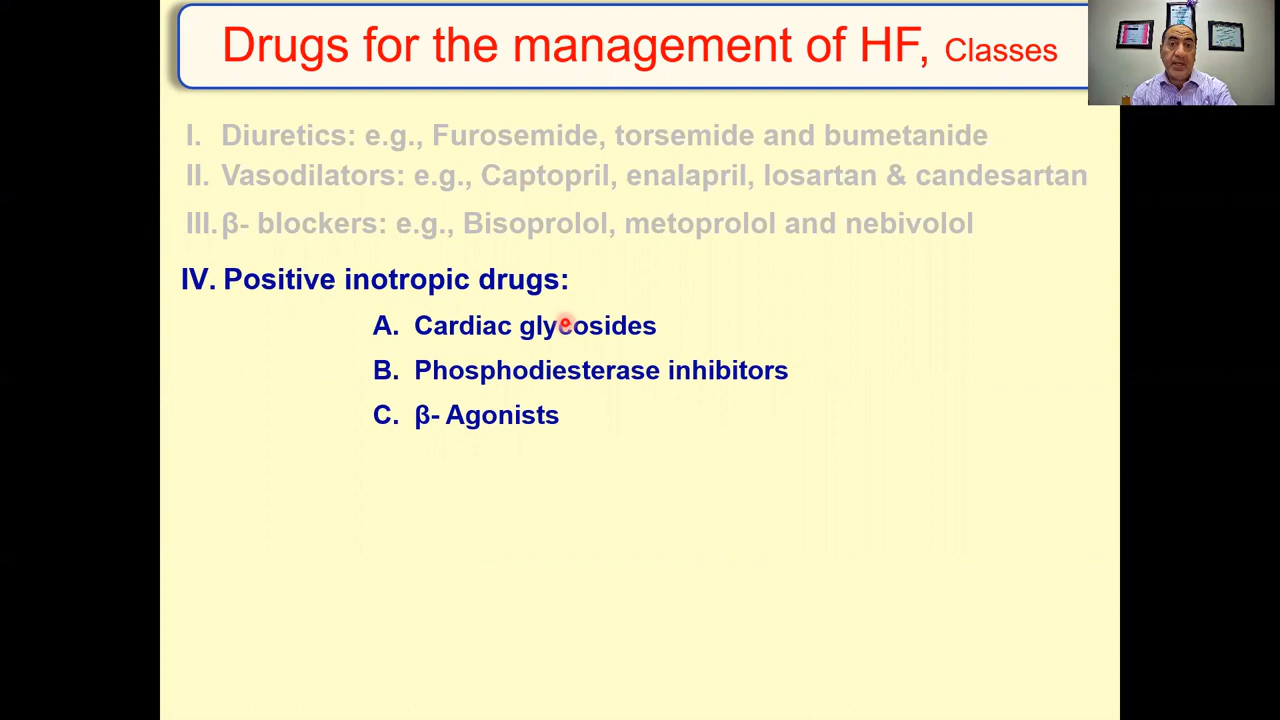 Drugs for the management of HF, Classes
I. Diuretics: e.g., Furosemide, torsemide and bumetanide
II. Vasodilators: e.g., Captopril, enalapril, losartan & candesartan
III. β- blockers: e.g., Bisoprolol, metoprolol and nebivolol
IV. Positive inotropic drugs:
A. Cardiac glycosides
B. Phosphodiesterase inhibitors
C. β- Agonists